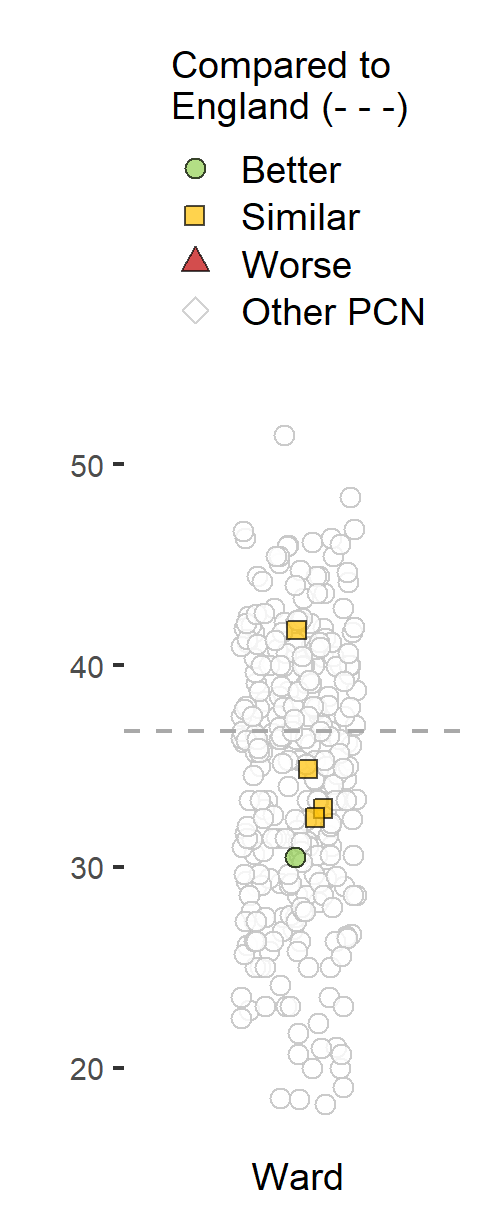 Compared to
England (- - -)
Better
Similar
Worse
Other PCN
50
40
30
20
Ward